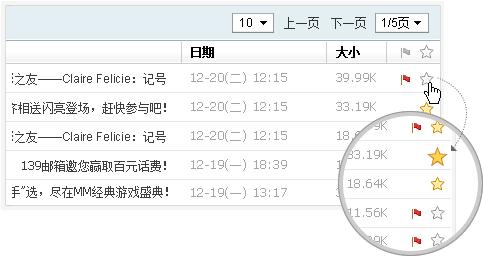 10 上一页 下一页 1/5页
日期 大小
之友——Claire Felicie：记号 12-20(二) 12:15 39.99K
相送闪亮登场，赶快参与吧! 12-20(二) 12:15 33.19K
之友——Claire Felicie：记号 12-20(二) 12:15 18.6
139邮箱邀您赢取百元话费! 12-19(一) 18:39 33.19K
手"选，尽在MM经典游戏盛典! 12-19(一) 13:17 18.64K
11.56K